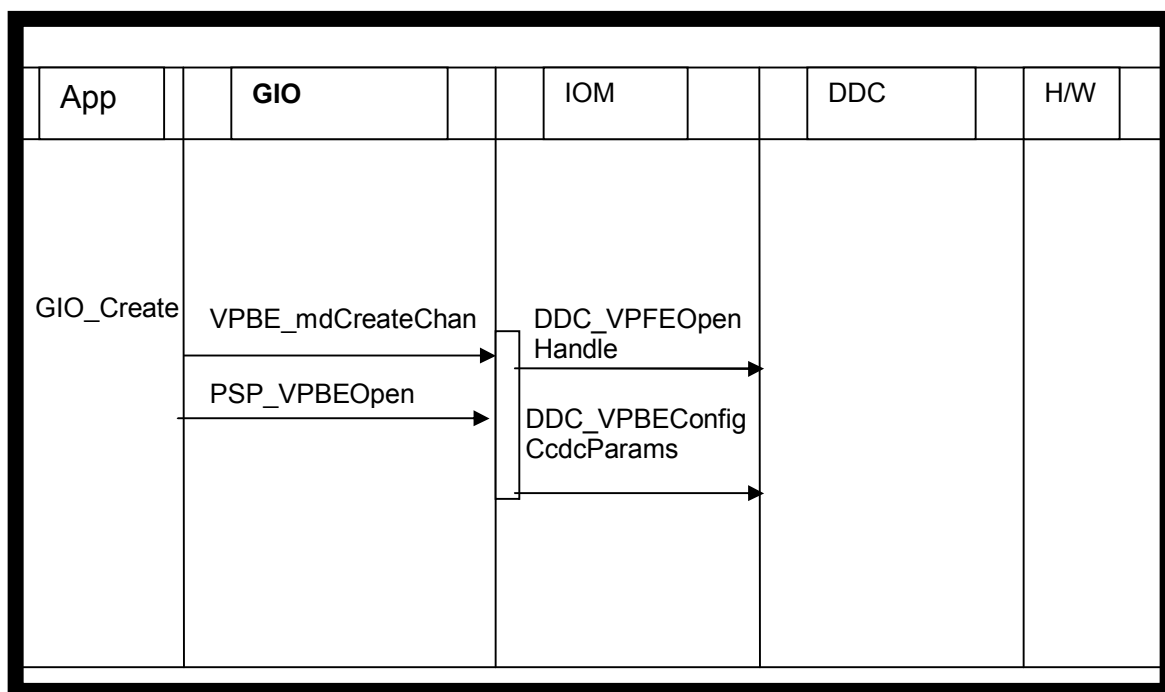 App
GIO
IOM
DDC
H/W
GIO_Create
VPBE_mdCreateChan
DDC_VPFEOpen
Handle
PSP_VPBEOpen
DDC_VPBEConfig
CcdcParams